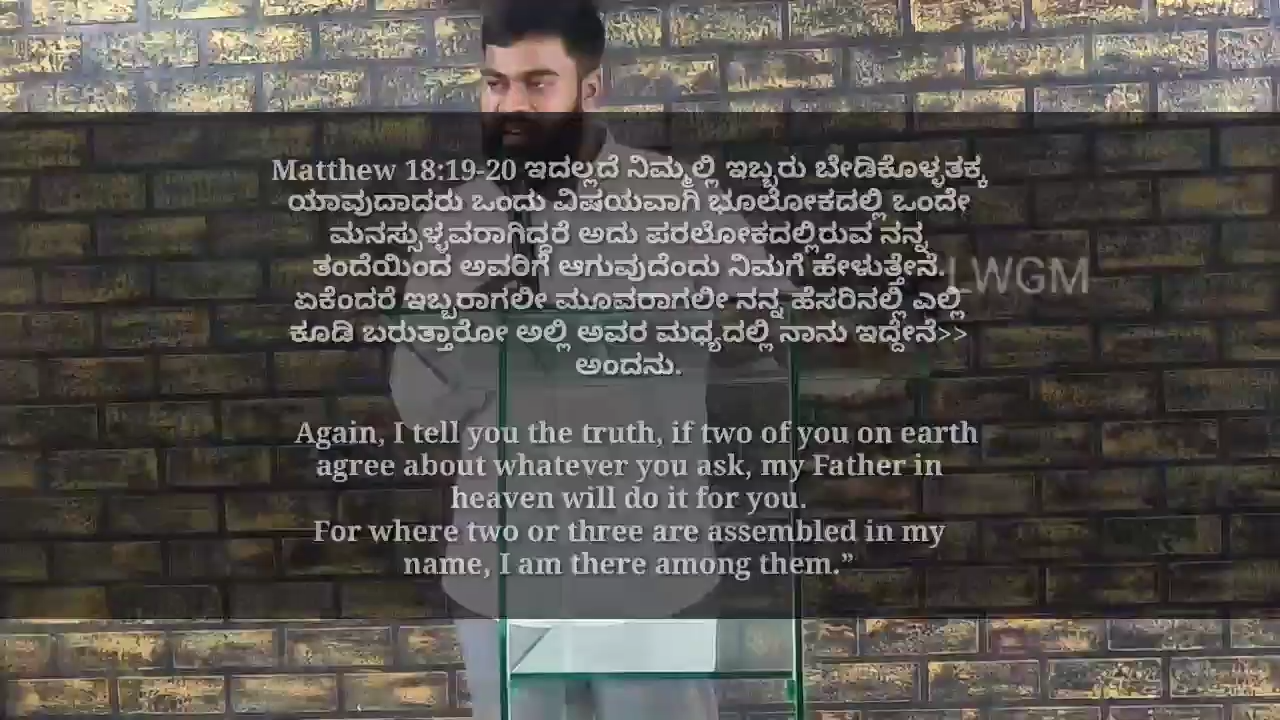 Matthew 18:19-20 ಇದಲ್ಲದೆ ನಿಮ್ಮಲ್ಲಿ ಇಬ್ಬರು ಬೇಡಿಕೊಳ್ಳತಕ್ಕ
ಯಾವುದಾದರು ಒಂದು ವಿಷಯವಾಗಿ ಭೂಲೋಕದಲ್ಲಿ ಒಂದೇ
ಮನಸ್ಸುಳ್ಳವರಾಗಿದ್ದರೆ ಅದು ಪರಲೋಕದಲ್ಲಿರುವ ನನ್ನ
ತಂದೆಯಿಂದ ಅವರಿಗೆ ಆಗುವುದೆಂದು ನಿಮಗೆ ಹೇಳುತ್ತೇನೆ.
LWGM
ಏಕೆಂದರೆ ಇಬ್ಬರಾಗಲೀ ಮೂವರಾಗಲೀ ನನ್ನ ಹೆಸರಿನಲ್ಲಿ ಎಲ್ಲಿ
ಕೂಡಿ ಬರುತ್ತಾರೋ ಅಲ್ಲಿ ಅವರ ಮಧ್ಯದಲ್ಲಿ ನಾನು ಇದ್ದೇನೆ>>
ಅಂದನು.
Again, I tell you the truth, if two of you on earth
agree about whatever you ask, my Father in
heaven will do it for you.
For where two or three are assembled in my
name, I am there among them.”